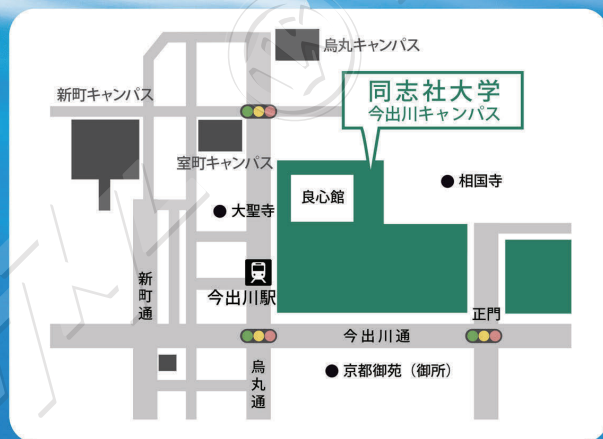 烏丸キャンパス
新町キャンパス
同志社大学
今出川キャンパス
室町キャンパス
良心館
相国寺
大聖寺
新町通
今出川駅
正門
今出川通
烏丸通
京都御苑（御所）